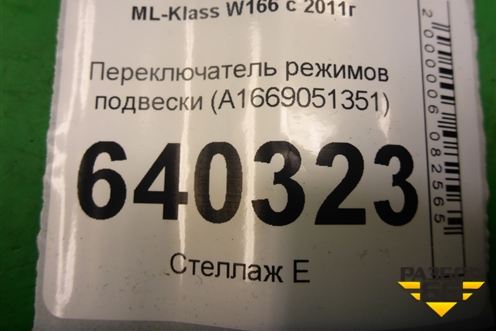 ML-Klass W166 с 2011г
Переключатель режимов
подвески (A1669051351)
640323
Стеллаж Е
2000006082565